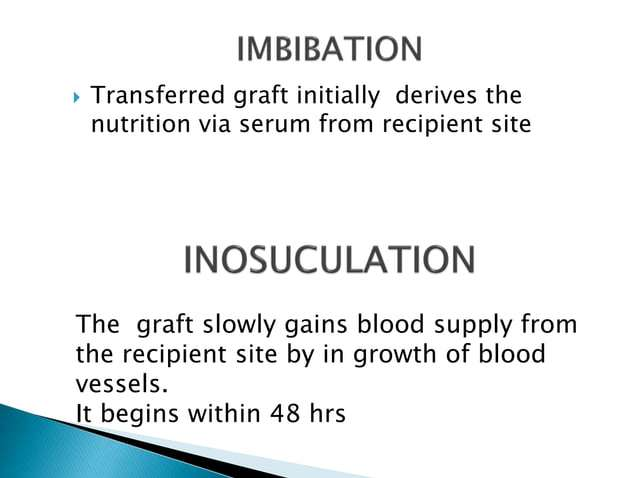 IMBIBATION
Transferred graft initially  derives the
nutrition via serum from recipient site
INOSUCULATION
The  graft slowly gains blood supply from
the recipient site by in growth of blood
vessels.
It begins within 48 hrs